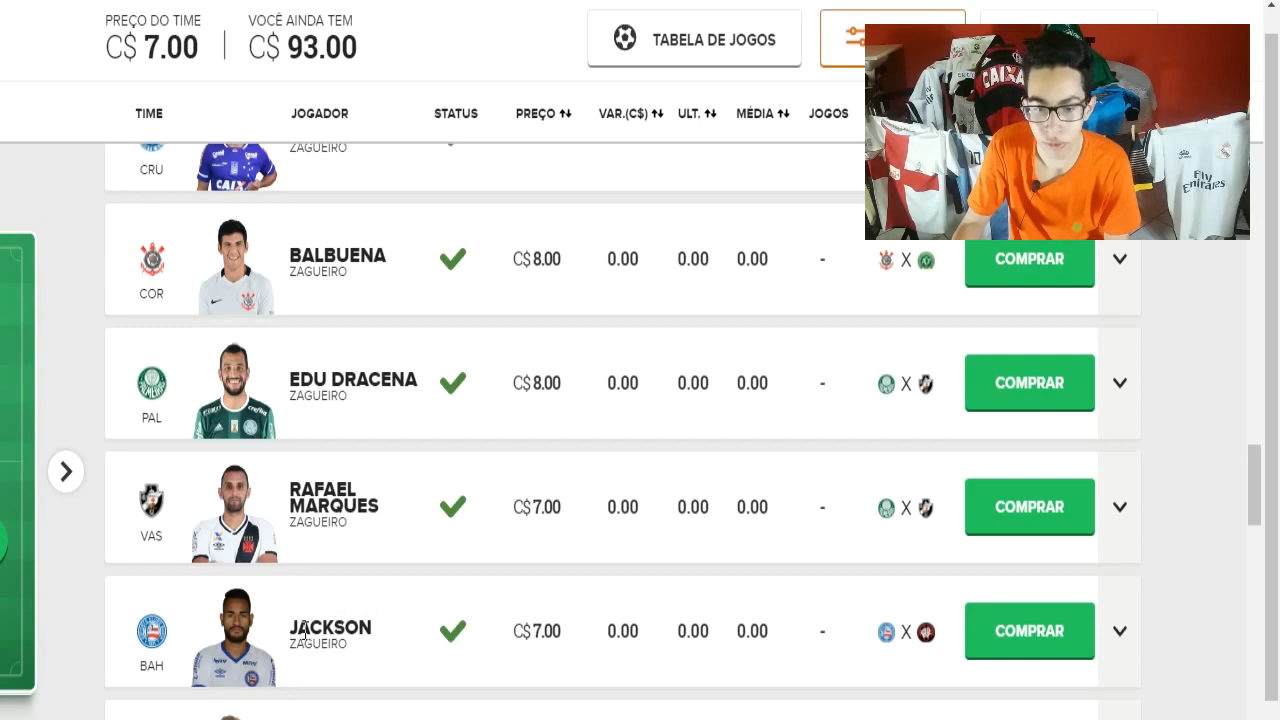 PREÇO DO TIME
C$ 7.00
VOCÊ AINDA TEM
C$ 93.00
TABELA DE JOGOS
TIME
JOGADOR
STATUS
PREÇO
VAR.(C$)
ULT.
MÉDIA
JOGOS
CRU
ZAGUEIRO
CAIXA
COR
BALBUENA
ZAGUEIRO
C$ 8.00
0.00
0.00
0.00
-
X
COMPRAR
PAL
EDU DRACENA
ZAGUEIRO
C$ 8.00
0.00
0.00
0.00
-
X
COMPRAR
VAS
RAFAEL
MARQUES
ZAGUEIRO
C$ 7.00
0.00
0.00
0.00
-
X
COMPRAR
BAH
JACKSON
ZAGUEIRO
C$ 7.00
0.00
0.00
0.00
-
X
COMPRAR
CAIXA
Fly
Emirates